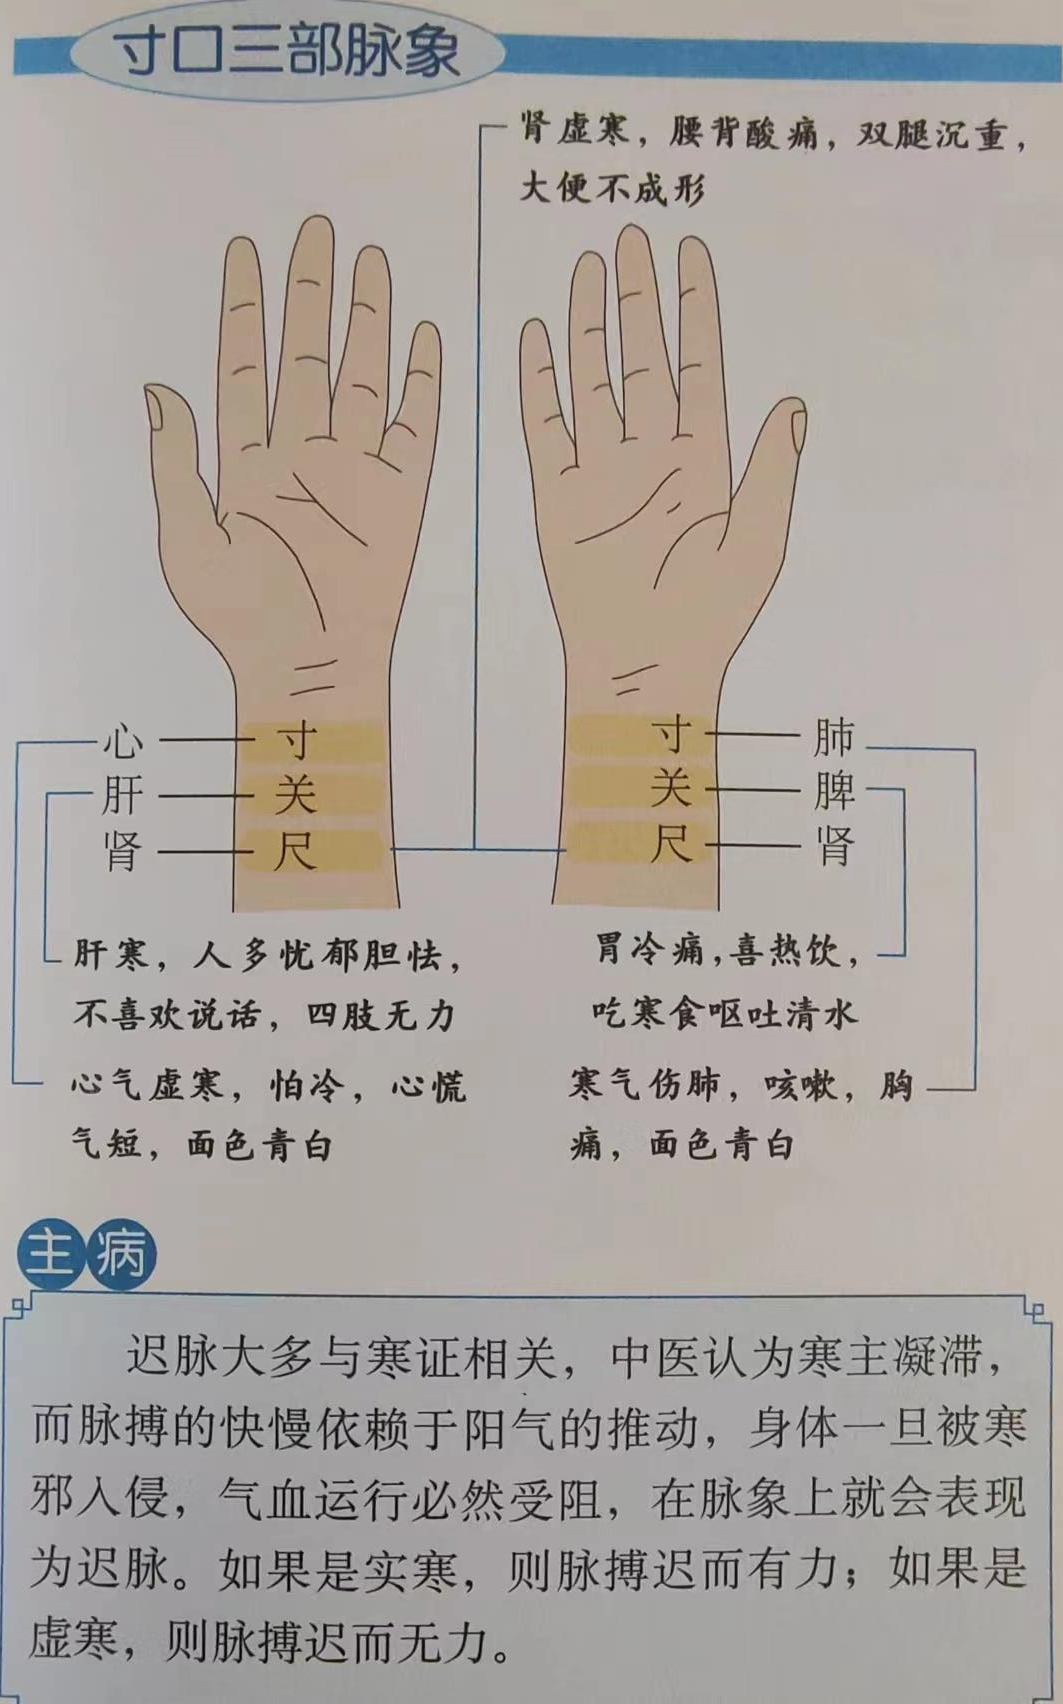 寸口三部脉象
肾虚寒，腰背酸痛，双腿沉重，
大便不成形
心 寸
肝 关
肾 尺
寸 肺
关 脾
尺 肾
肝寒，人多忧郁胆怯，
不喜欢说话，四肢无力
心气虚寒，怕冷，心慌
气短，面色青白
胃冷痛，喜热饮，
吃寒食呕吐清水
寒气伤肺，咳嗽，胸
痛，面色青白
主病
迟脉大多与寒证相关，中医认为寒主凝滞，
而脉搏的快慢依赖于阳气的推动，身体一旦被寒
邪入侵，气血运行必然受阻，在脉象上就会表现
为迟脉。如果是实寒，则脉搏迟而有力；如果是
虚寒，则脉搏迟而无力。